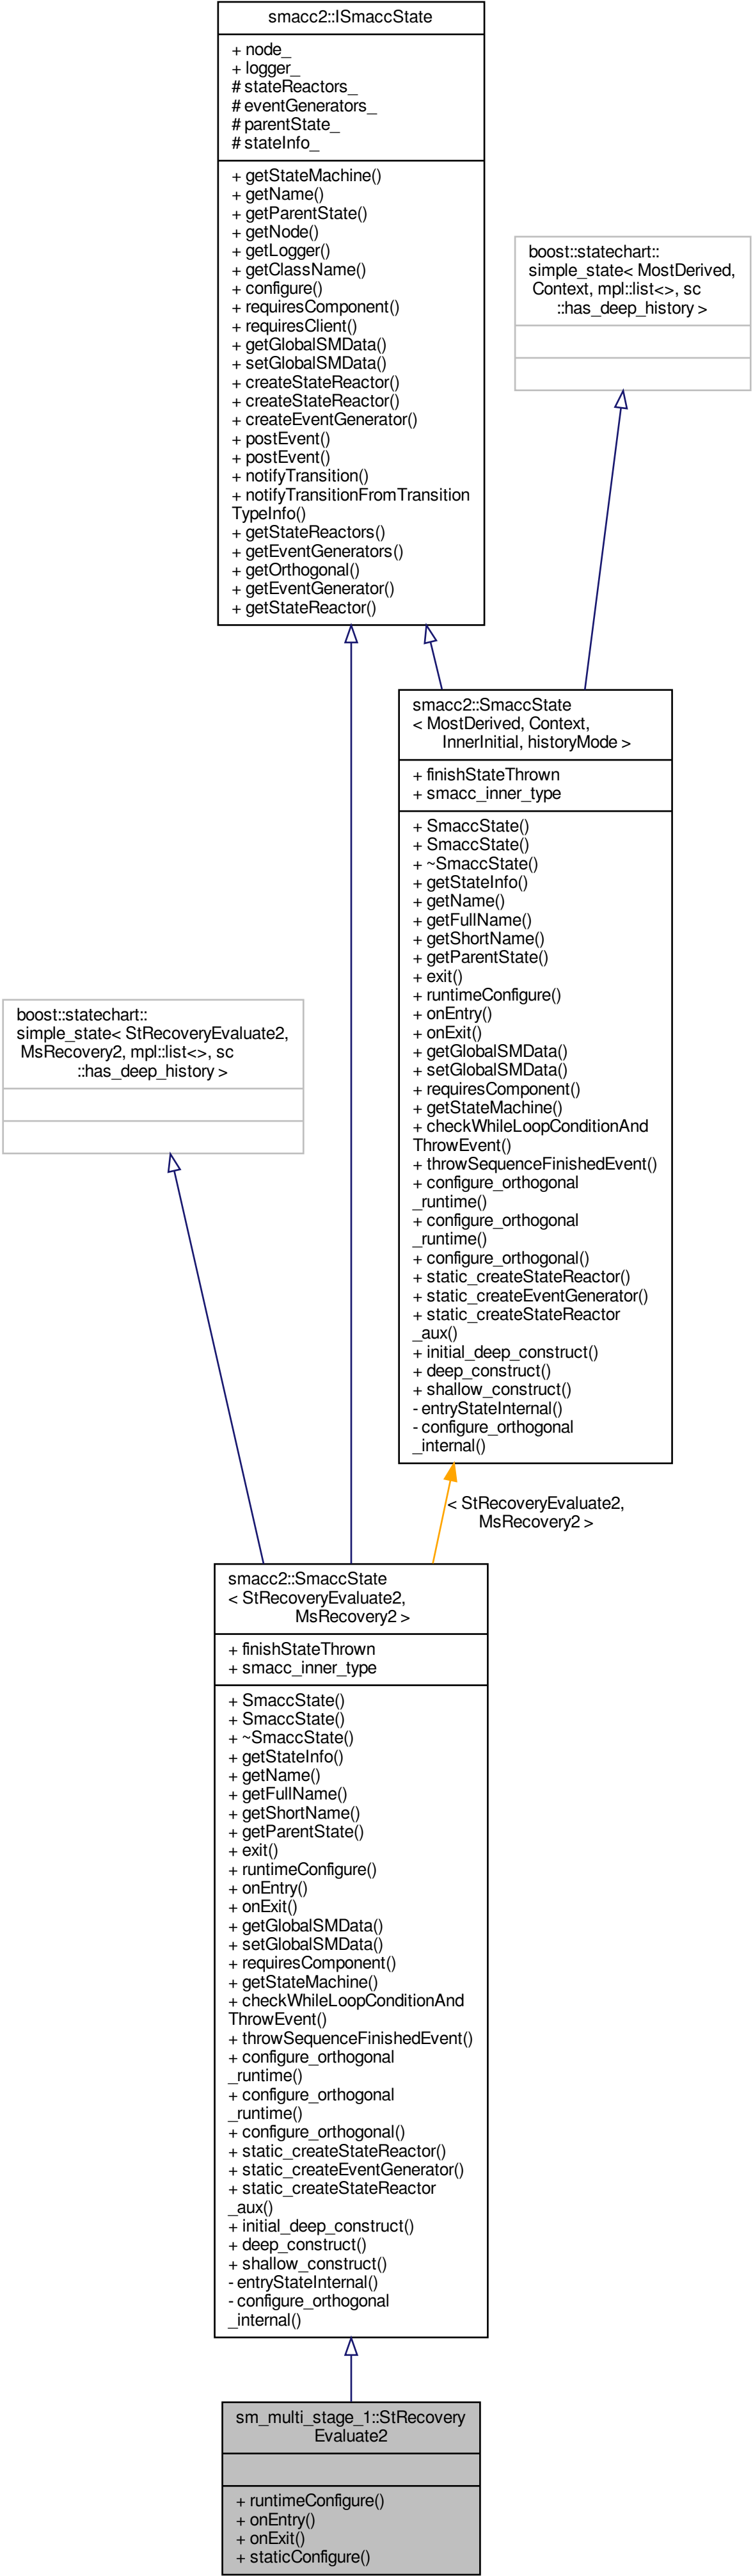 smacc2::ISmaccState
+ node_
+ logger_
# stateReactors_
# eventGenerators_
# parentState_
# stateInfo_
+ getStateMachine()
+ getName()
+ getParentState()
+ getNode()
+ getLogger()
+ getClassName()
+ configure()
+ requiresComponent()
+ requiresClient()
+ getGlobalSMData()
+ setGlobalSMData()
+ createStateReactor()
+ createStateReactor()
+ createEventGenerator()
+ postEvent()
+ postEvent()
+ notifyTransition()
+ notifyTransitionFromTransition
TypeInfo()
+ getStateReactors()
+ getEventGenerators()
+ getOrthogonal()
+ getEventGenerator()
+ getStateReactor()
boost::statechart::
simple_state< MostDerived,
Context, mpl::list<>, sc
::has_deep_history >
smacc2::SmaccState
< MostDerived, Context,
InnerInitial, historyMode >
+ finishStateThrown
+ smacc_inner_type
+ SmaccState()
+ SmaccState()
+ ~SmaccState()
+ getStateInfo()
+ getName()
+ getFullName()
+ getShortName()
+ getParentState()
+ exit()
+ runtimeConfigure()
+ onEntry()
+ onExit()
+ getGlobalSMData()
+ setGlobalSMData()
+ requiresComponent()
+ getStateMachine()
+ checkWhileLoopConditionAnd
ThrowEvent()
+ throwSequenceFinishedEvent()
+ configure_orthogonal
_runtime()
+ configure_orthogonal
_runtime()
+ configure_orthogonal()
+ static_createStateReactor()
+ static_createEventGenerator()
+ static_createStateReactor
_aux()
+ initial_deep_construct()
+ deep_construct()
+ shallow_construct()
- entryStateInternal()
- configure_orthogonal
_internal()
boost::statechart::
simple_state< StRecoveryEvaluate2,
MsRecovery2, mpl::list<>, sc
::has_deep_history >
< StRecoveryEvaluate2,
MsRecovery2 >
smacc2::SmaccState
< StRecoveryEvaluate2,
MsRecovery2 >
+ finishStateThrown
+ smacc_inner_type
+ SmaccState()
+ SmaccState()
+ ~SmaccState()
+ getStateInfo()
+ getName()
+ getFullName()
+ getShortName()
+ getParentState()
+ exit()
+ runtimeConfigure()
+ onEntry()
+ onExit()
+ getGlobalSMData()
+ setGlobalSMData()
+ requiresComponent()
+ getStateMachine()
+ checkWhileLoopConditionAnd
ThrowEvent()
+ throwSequenceFinishedEvent()
+ configure_orthogonal
_runtime()
+ configure_orthogonal
_runtime()
+ configure_orthogonal()
+ static_createStateReactor()
+ static_createEventGenerator()
+ static_createStateReactor
_aux()
+ initial_deep_construct()
+ deep_construct()
+ shallow_construct()
- entryStateInternal()
- configure_orthogonal
_internal()
sm_multi_stage_1::StRecovery
Evaluate2
+ runtimeConfigure()
+ onEntry()
+ onExit()
+ staticConfigure()